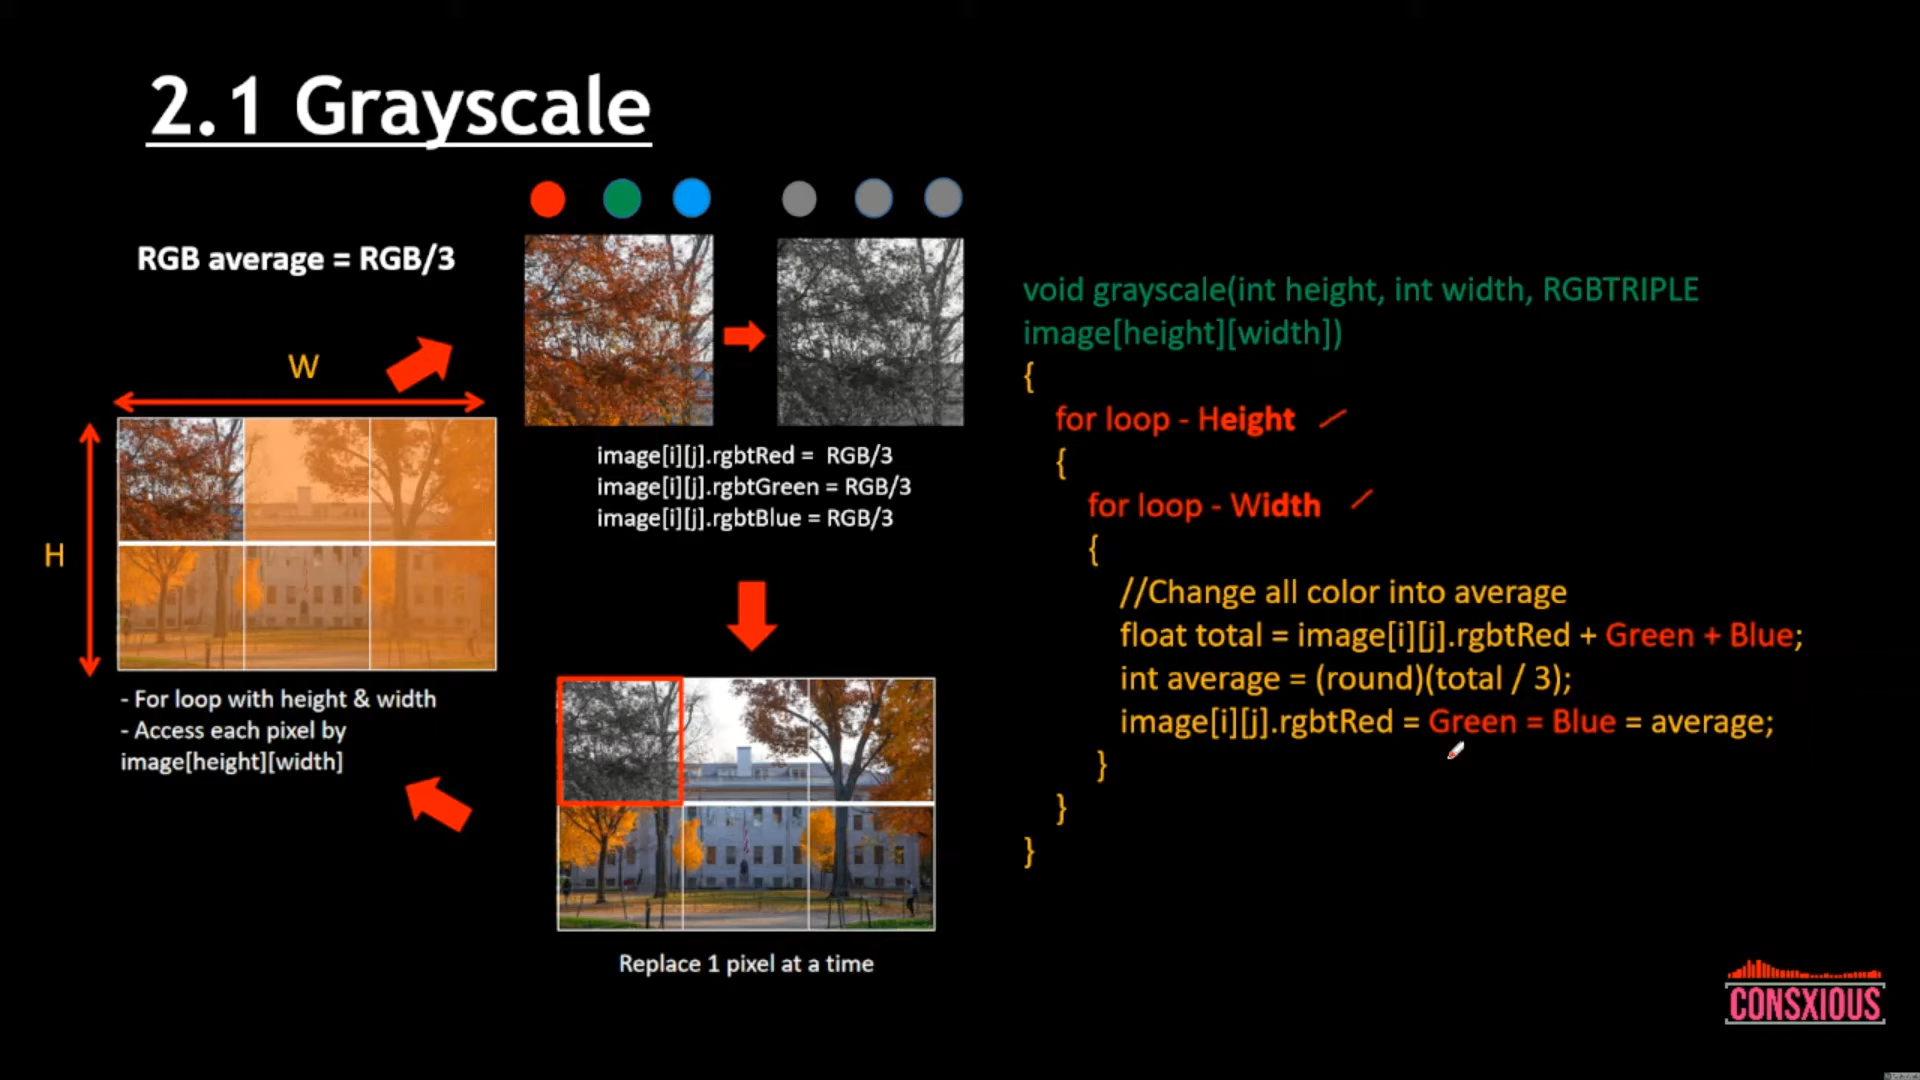 2.1 Grayscale
RGB average = RGB/3
W
H
- For loop with height & width
- Access each pixel by
image[height][width]
image[i][j].rgbtRed =  RGB/3
image[i][j].rgbtGreen = RGB/3
image[i][j].rgbtBlue = RGB/3
Replace 1 pixel at a time
void grayscale(int height, int width, RGBTRIPLE
image[height][width])
{
for loop - Height
{
for loop - Width
{
//Change all color into average
float total = image[i][j].rgbtRed + Green + Blue;
int average = (round)(total / 3);
image[i][j].rgbtRed = Green = Blue = average;
}
}
}
CONSXIOUS